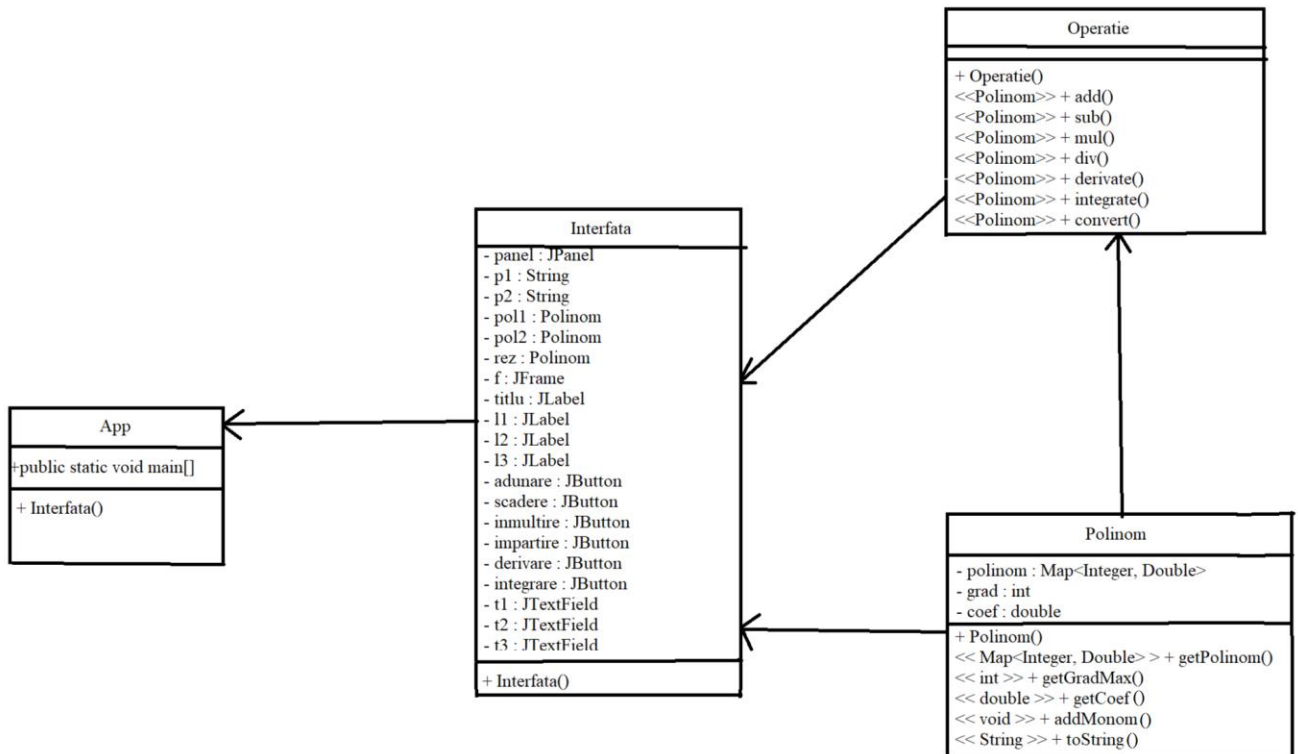 Operatie
+ Operatie()
<<Polinom>> + add()
<<Polinom>> + sub()
<<Polinom>> + mul()
<<Polinom>> + div()
<<Polinom>> + derivate()
<<Polinom>> + integrate()
<<Polinom>> + convert()
Interfata
- panel : JPanel
- p1 : String
- p2 : String
- pol1 : Polinom
- pol2 : Polinom
- rez : Polinom
- f : JFrame
- titlu : JLabel
- l1 : JLabel
- l2 : JLabel
- l3 : JLabel
- adunare : JButton
- scadere : JButton
- inmultire : JButton
- impartire : JButton
- derivare : JButton
- integrare : JButton
- t1 : JTextField
- t2 : JTextField
- t3 : JTextField
+ Interfata()
App
+public static void main[]
+ Interfata()
Polinom
- polinom : Map<Integer, Double>
- grad : int
- coef : double
+ Polinom()
<< Map<Integer, Double> > + getPolinom()
<< int >> + getGradMax()
<< double >> + getCoef ()
<< void >> + addMonom()
<< String >> + toString()